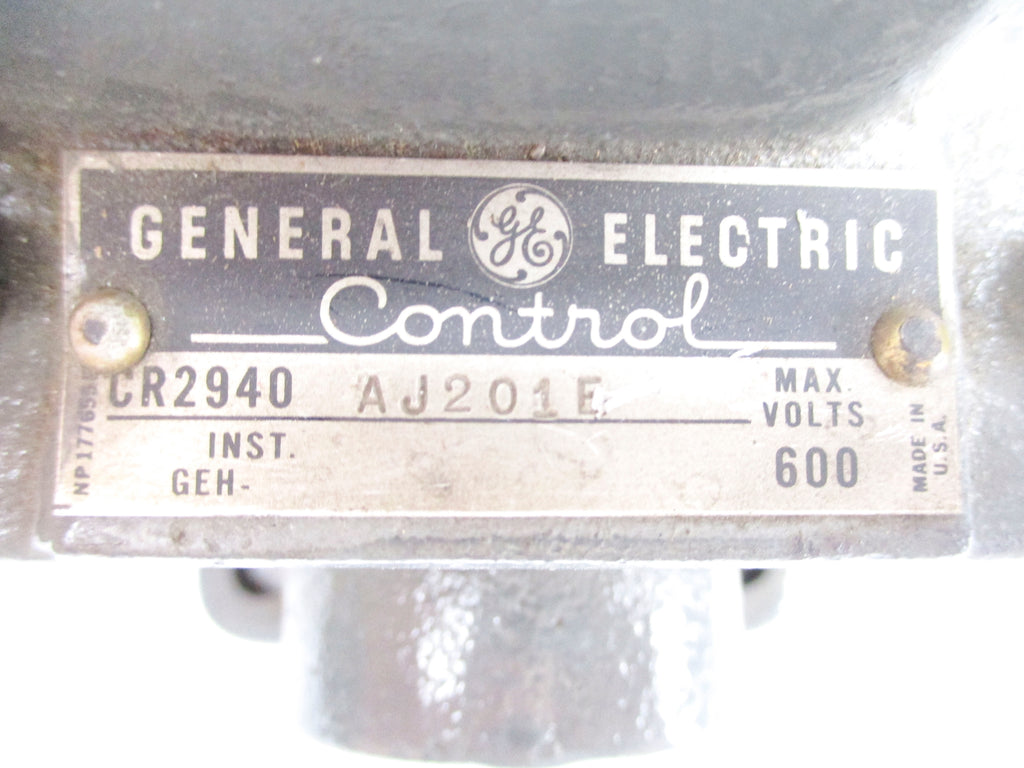 GENERAL GE ELECTRIC
Control
CR2940 AJ201E
MAX.
VOLTS
600
INST.
GEH-
MADE IN
U.S.A.